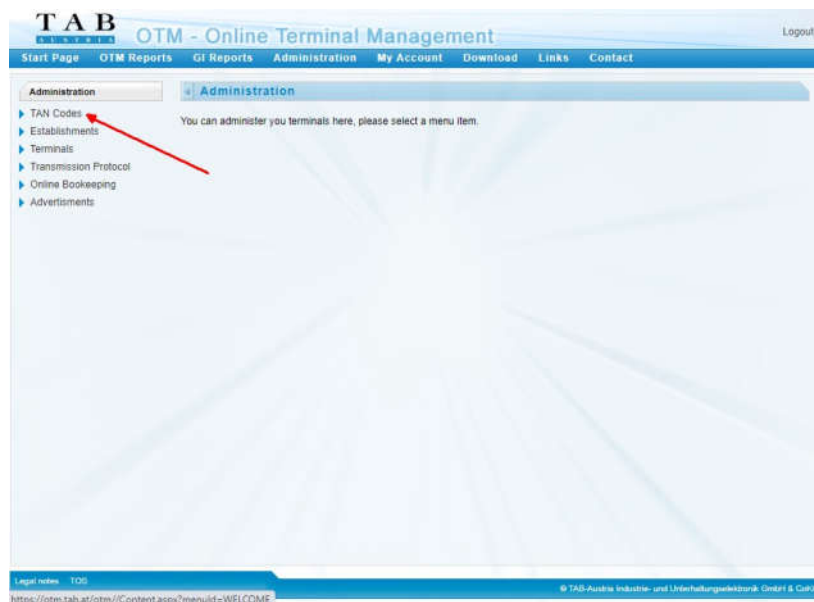 TAB
AUSTRIA
OTM - Online Terminal Management
Logout
Start Page OTM Reports GI Reports Administration My Account Download Links Contact
Administration
Administration
TAN Codes
Establishments
Terminals
Transmission Protocol
Online Bookeeping
Advertisments
You can administer you terminals here, please select a menu item.
Legal notes TOS
© TAB-Austria Industrie- und Unterhaltungselektronik GmbH & CoKG
https://otm.tab.at/otm//Content.aspx?menuid=WELCOME